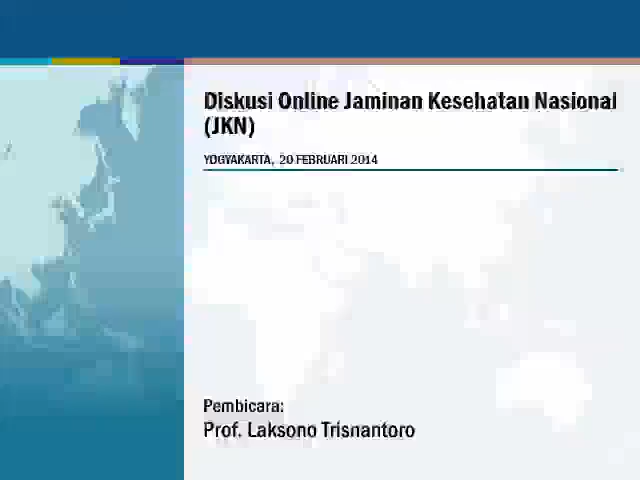 Diskusi Online Jaminan Kesehatan Nasional
(JKN)
YOGYAKARTA, 20 FEBRUARI 2014
Pembicara:
Prof. Laksono Trisnantoro